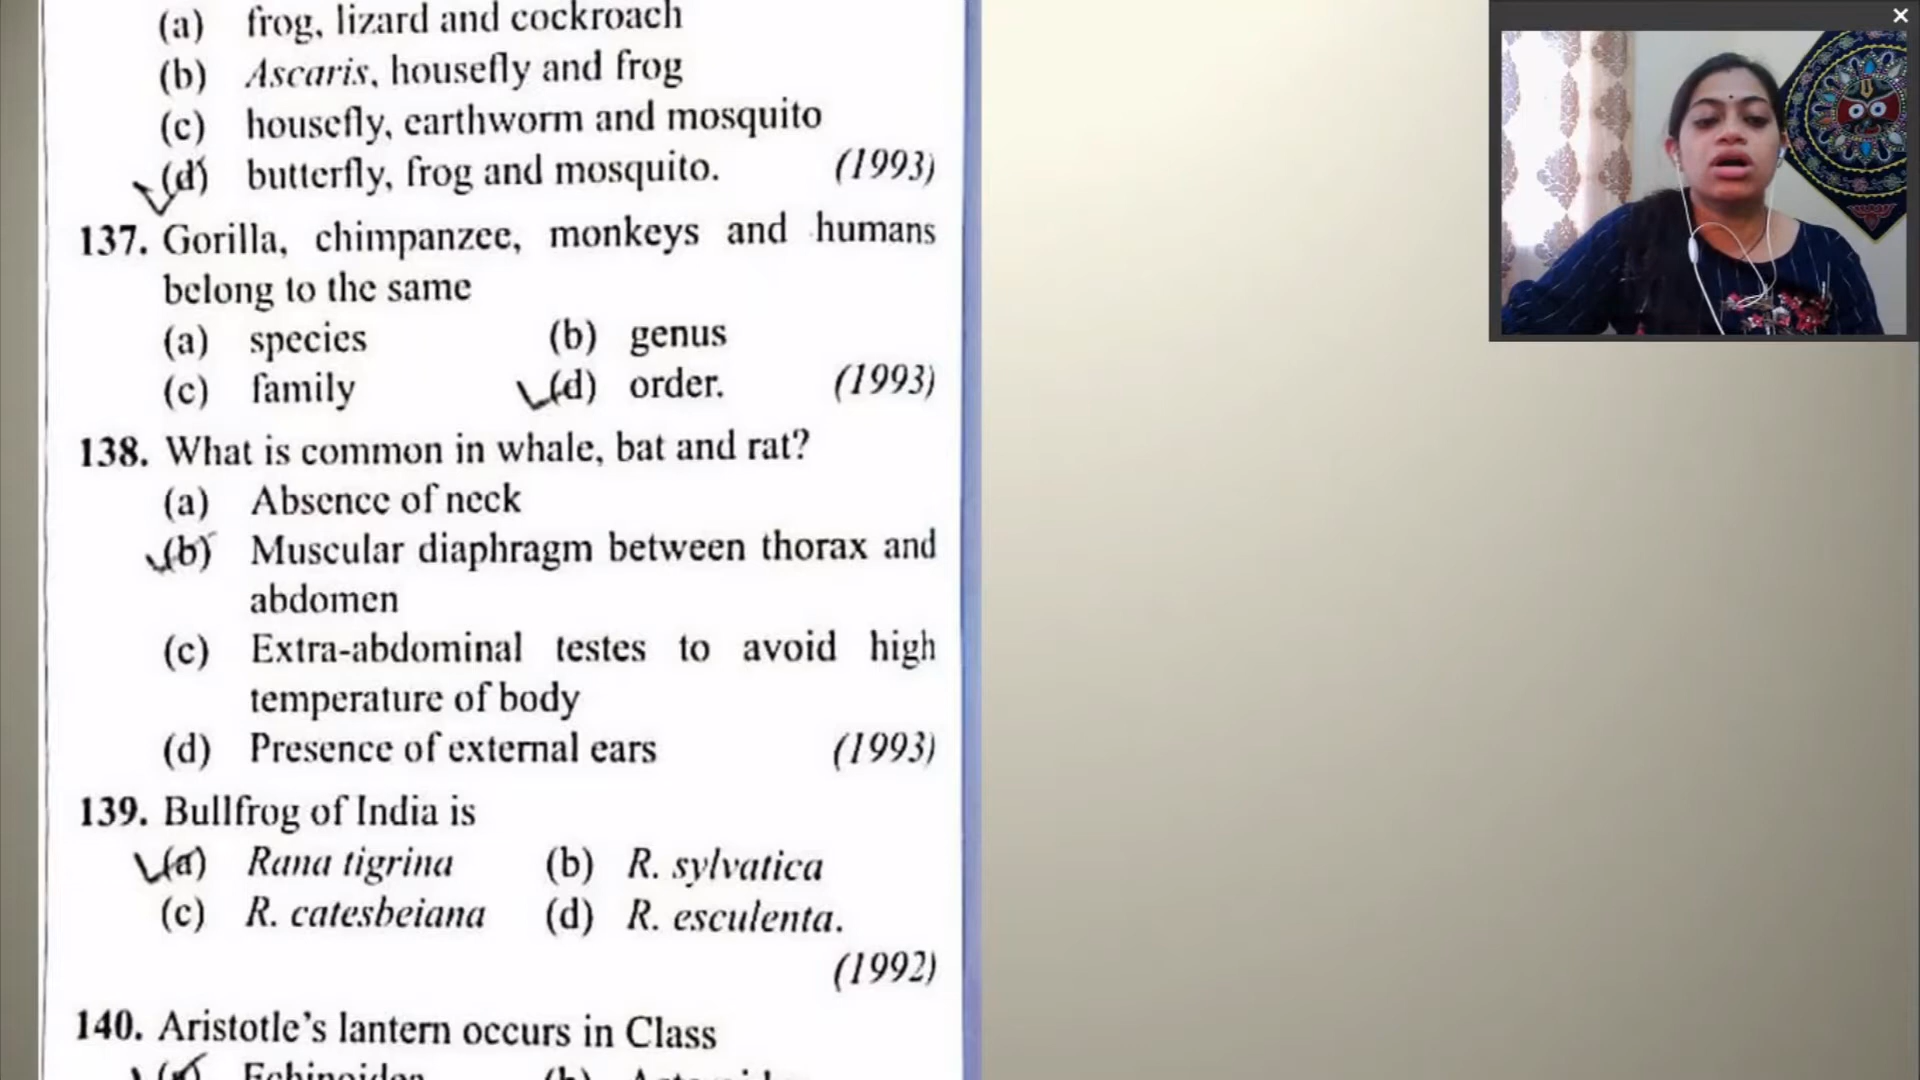 (a) frog, lizard and cockroach
(b) Ascaris, housefly and frog
(c) housefly, earthworm and mosquito
(d) butterfly, frog and mosquito. (1993)
137. Gorilla, chimpanzee, monkeys and humans
belong to the same
(a) species (b) genus
(c) family (d) order. (1993)
138. What is common in whale, bat and rat?
(a) Absence of neck
(b) Muscular diaphragm between thorax and
abdomen
(c) Extra-abdominal testes to avoid high
temperature of body
(d) Presence of external ears (1993)
139. Bullfrog of India is
(a) Rana tigrina (b) R. sylvatica
(c) R. catesbeiana (d) R. esculenta.
(1992)
140. Aristotle's lantern occurs in Class
(b)